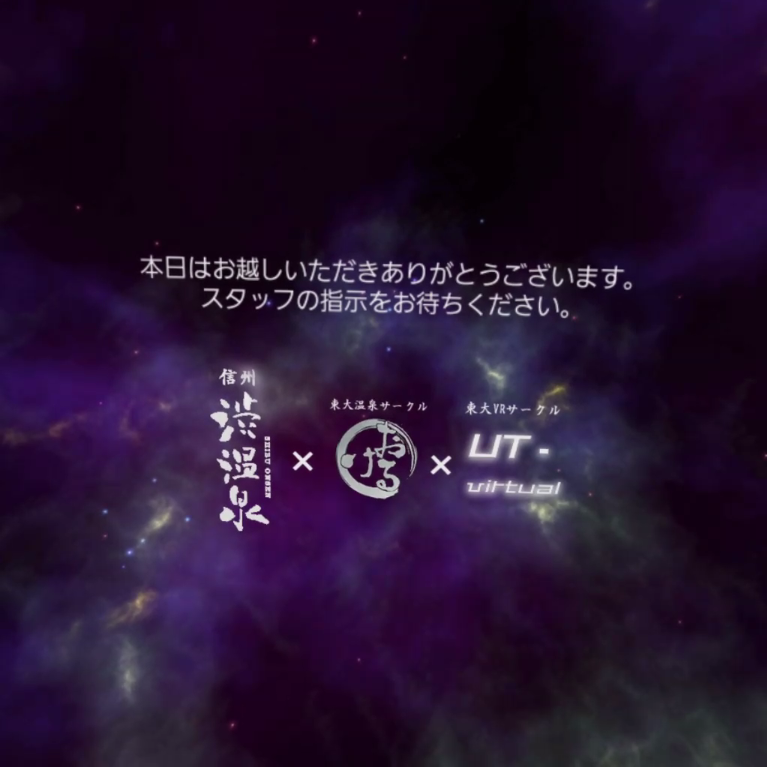 本日はお越しいただきありがとうございます。
スタッフの指示をお待ちください。
信州
渋温泉
SHIBU ONSEN
×
東大温泉サークル
おける
×
東大VRサークル
UT-
virtual